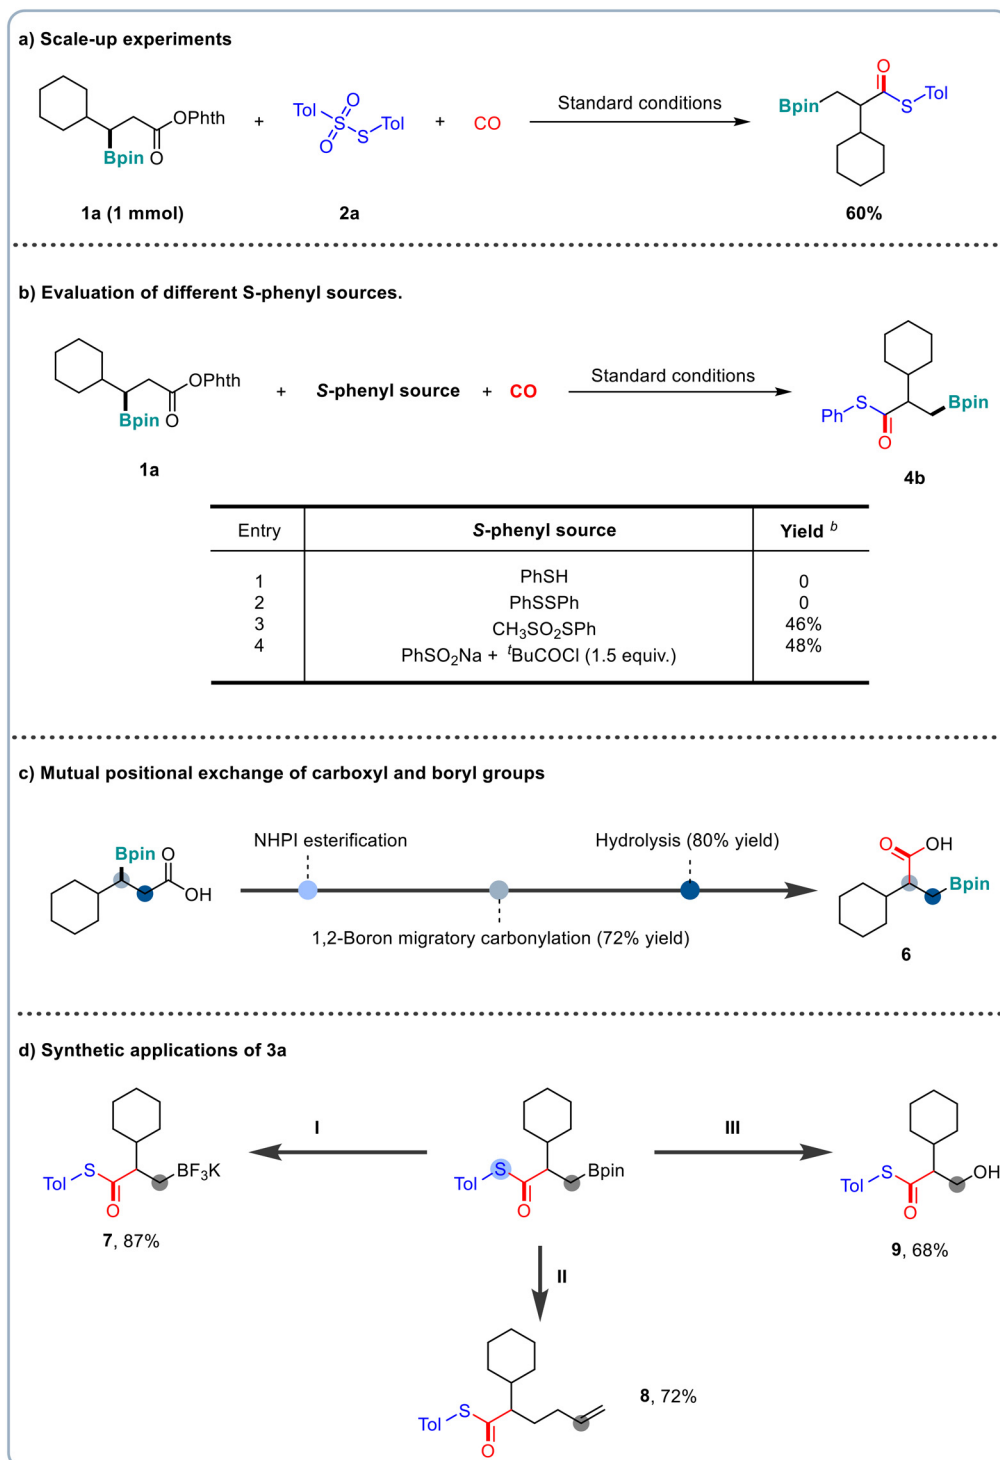 a) Scale-up experiments
OPhth
Bpin O
+
Tol O S O S Tol
+
CO
Standard conditions
Bpin O S Tol
1a (1 mmol)
2a
60%
b) Evaluation of different S-phenyl sources.
OPhth
Bpin O
+
S-phenyl source
+ CO
Standard conditions
Ph S O Bpin
1a
4b
Entry S-phenyl source Yield b
1 PhSH 0
2 PhSSPh 0
3 CH3SO2SPh 46%
4 PhSO2Na + tBuCOCl (1.5 equiv.) 48%
c) Mutual positional exchange of carboxyl and boryl groups
Bpin O
OH
NHPI esterification
Hydrolysis (80% yield)
1,2-Boron migratory carbonylation (72% yield)
O OH
Bpin
6
d) Synthetic applications of 3a
Tol S O BF3K
7, 87%
I
Tol S O Bpin
III
Tol S O OH
9, 68%
II
Tol S O
8, 72%